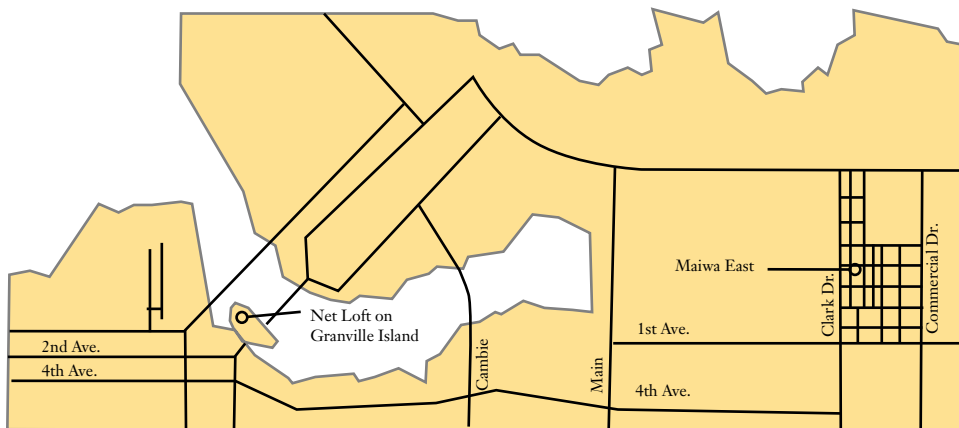 Maiwa East
Commercial Dr.
Clark Dr.
Net Loft on
Granville Island
1st Ave.
2nd Ave.
Cambie
Main
4th Ave.
4th Ave.